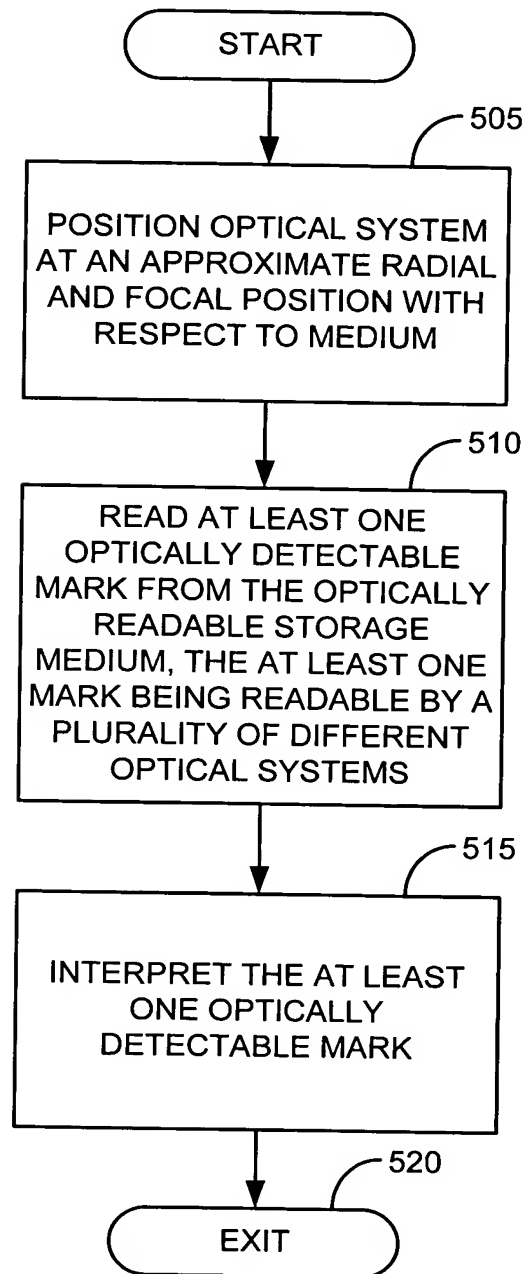 START
505
POSITION OPTICAL SYSTEM
AT AN APPROXIMATE RADIAL
AND FOCAL POSITION WITH
RESPECT TO MEDIUM
510
READ AT LEAST ONE
OPTICALLY DETECTABLE
MARK FROM THE OPTICALLY
READABLE STORAGE
MEDIUM, THE AT LEAST ONE
MARK BEING READABLE BY A
PLURALITY OF DIFFERENT
OPTICAL SYSTEMS
515
INTERPRET THE AT LEAST
ONE OPTICALLY
DETECTABLE MARK
520
EXIT